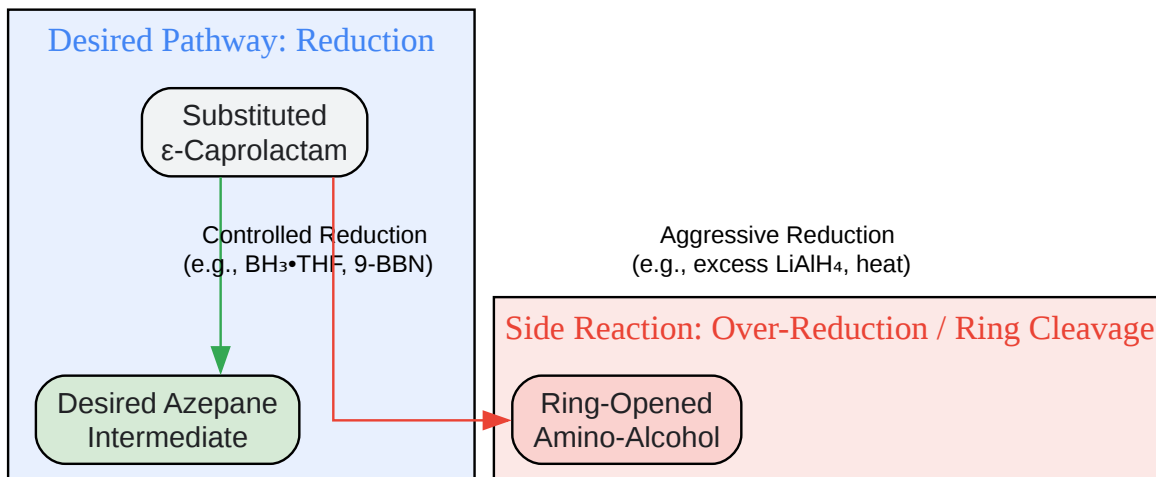 Desired Pathway: Reduction
Substituted
ε-Caprolactam
Controlled Reduction
(e.g., BH₃•THF, 9-BBN)
Aggressive Reduction
(e.g., excess LiAlH₄, heat)
Side Reaction: Over-Reduction / Ring Cleavage
Desired Azepane
Intermediate
Ring-Opened
Amino-Alcohol